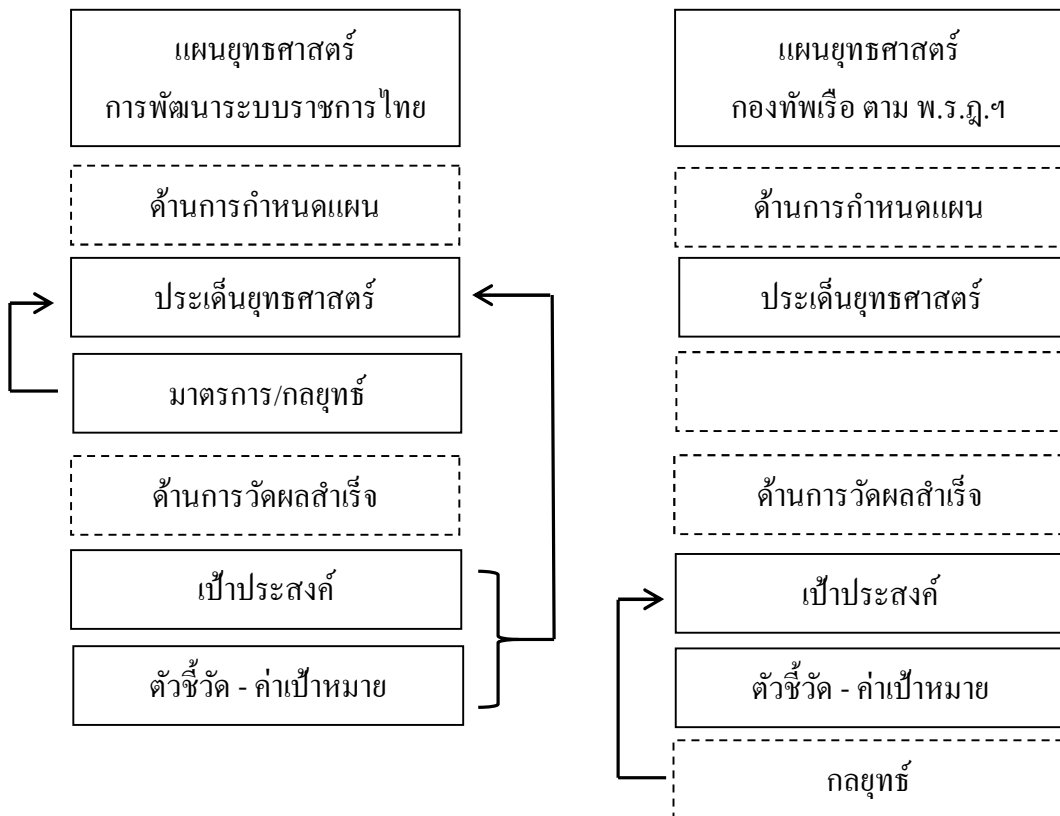 แผนยุทธศาสตร์
การพัฒนาระบบราชการไทย
ด้านการกำหนดแผน
ประเด็นยุทธศาสตร์
มาตรการ/กลยุทธ์
ด้านการวัดผลสำเร็จ
เป้าประสงค์
ตัวชี้วัด - ค่าเป้าหมาย
แผนยุทธศาสตร์
กองทัพเรือ ตาม พ.ร.ฎ.ฯ
ด้านการกำหนดแผน
ประเด็นยุทธศาสตร์
ด้านการวัดผลสำเร็จ
เป้าประสงค์
ตัวชี้วัด - ค่าเป้าหมาย
กลยุทธ์